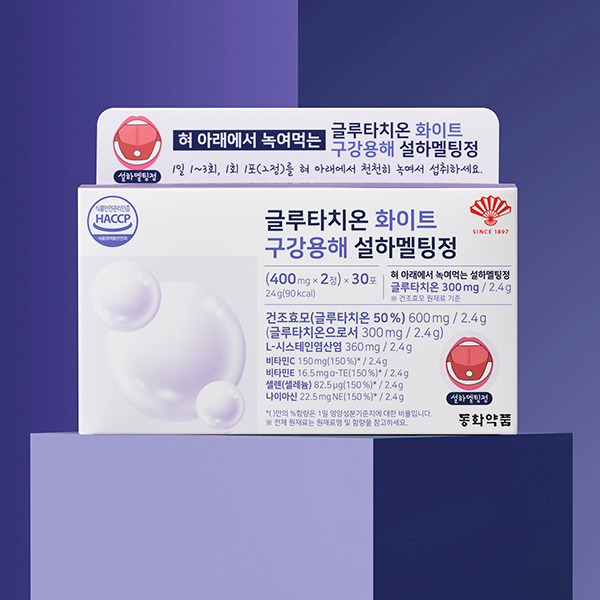 혀 아래에서 녹여먹는
글루타치온 화이트
구강용해 설하멜팅정
설하멜팅정
1일 1~3회, 1회 1포(2정)를 혀 아래에서 천천히 녹여서 섭취하세요.
식품안전관리인증
HACCP
식품의약품안전처
글루타치온 화이트
구강용해 설하멜팅정
SINCE 1897
(400mg × 2정) × 30포
24g(90kcal)
혀 아래에서 녹여먹는 설하멜팅정
글루타치온 300mg / 2.4g
※ 건조효모 원재료 기준
건조효모(글루타치온 50%) 600mg / 2.4g
(글루타치온으로서 300mg / 2.4g)
L-시스테인염산염 360mg / 2.4g
비타민C 150mg(150%)* / 2.4g
비타민E 16.5mg α-TE(150%)* / 2.4g
셀렌(셀레늄) 82.5μg(150%)* / 2.4g
나이아신 22.5mg NE(150%)* / 2.4g
설하멜팅정
*( )안의 %함량은 1일 영양성분기준치에 대한 비율입니다.
※ 전체 원재료는 원재료명 및 함량을 참고하세요.
동화약품